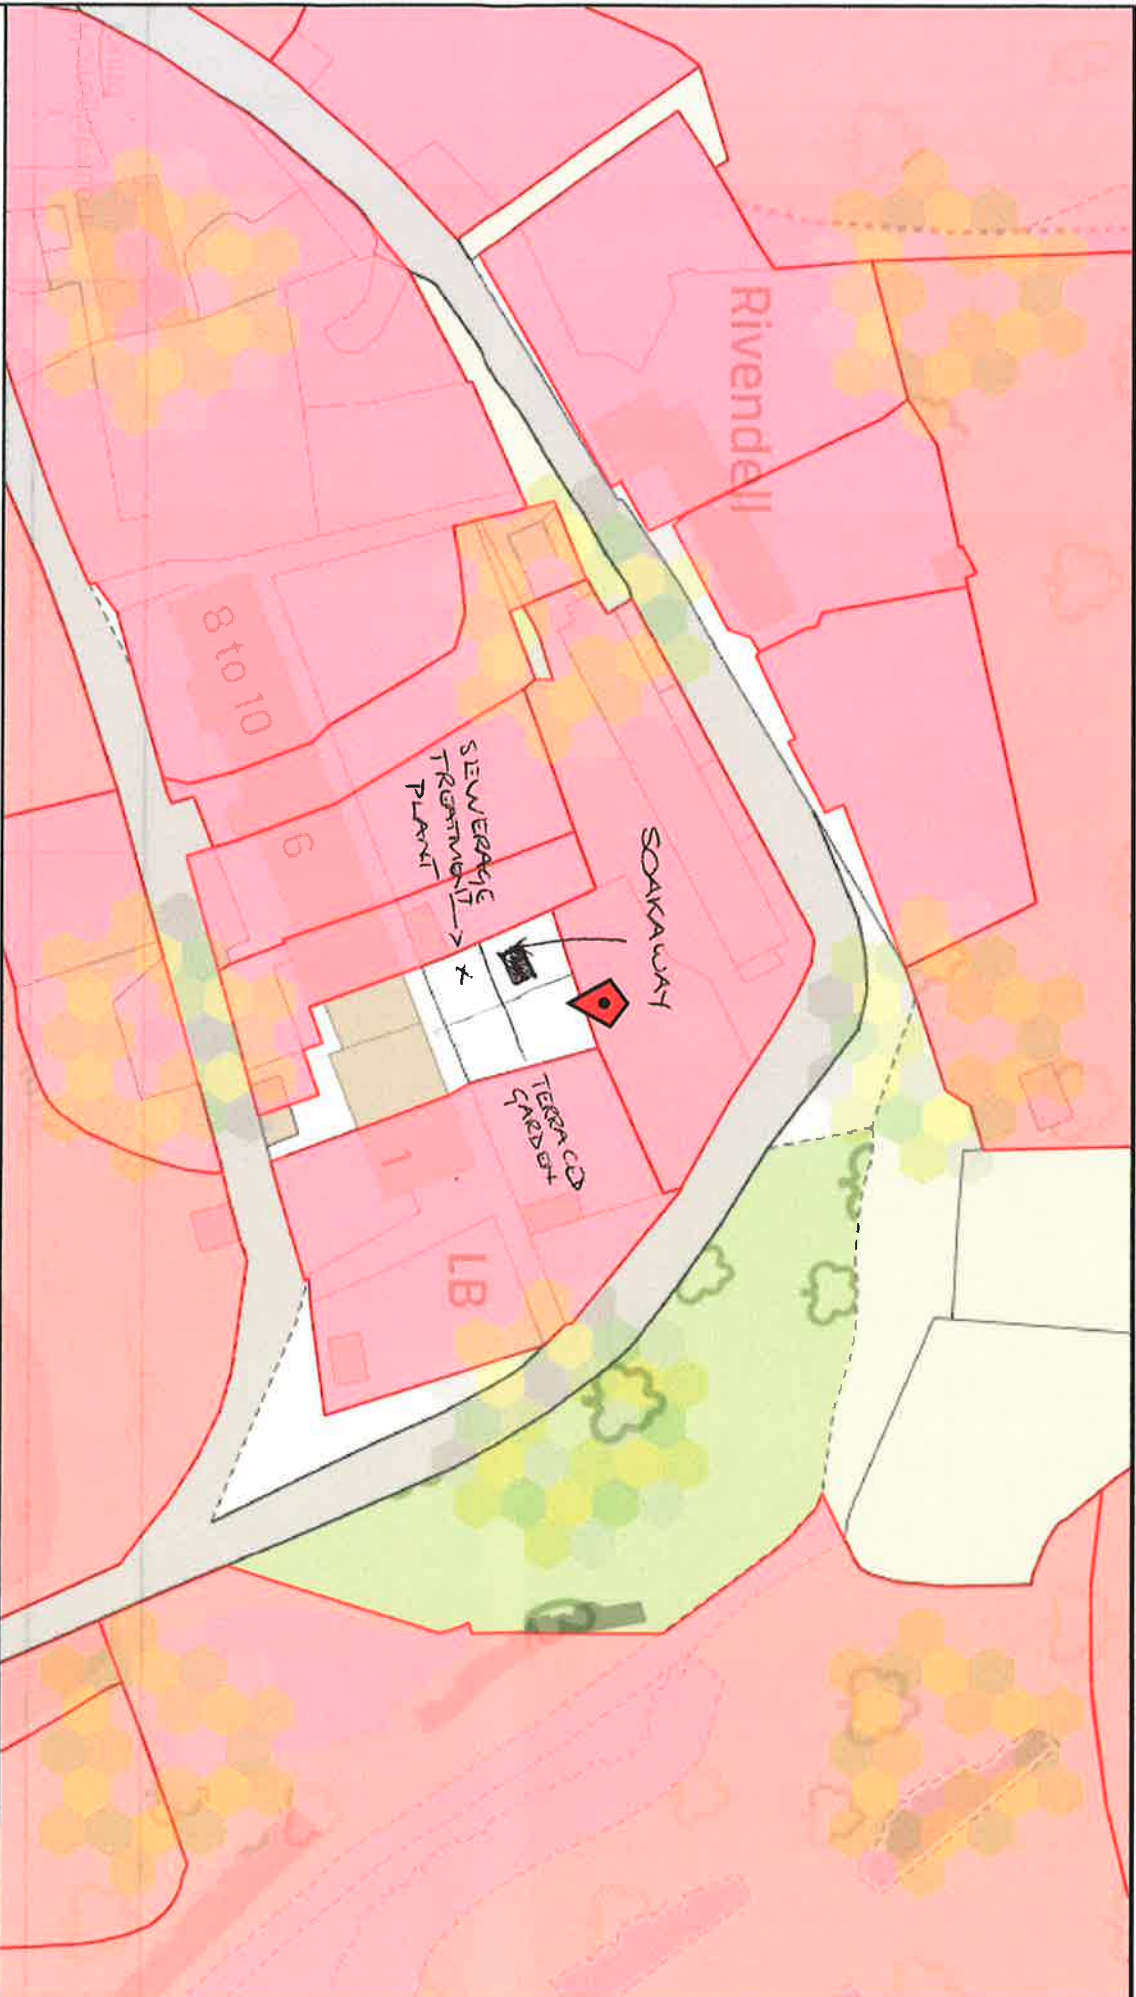 Rivendell
8 to 10
6
SEWERAGE
TREATMENT
PLANT
SOAKAWAY
x
TERRACED
GARDEN
1
LB